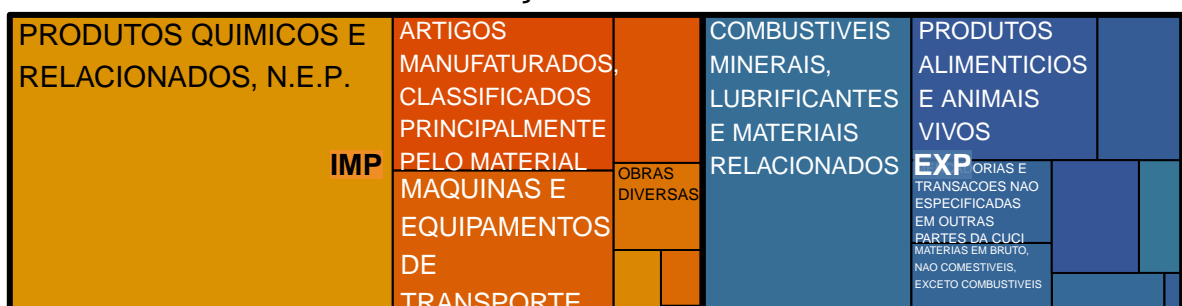 PRODUTOS QUIMICOS E
RELACIONADOS, N.E.P.
IMP
ARTIGOS
MANUFATURADOS,
CLASSIFICADOS
PRINCIPALMENTE
PELO MATERIAL
MAQUINAS E
EQUIPAMENTOS
DE
TRANSPORTE
OBRAS
DIVERSAS
COMBUSTIVEIS
MINERAIS,
LUBRIFICANTES
E MATERIAIS
RELACIONADOS
PRODUTOS
ALIMENTICIOS
E ANIMAIS
VIVOS
EXP
ORIAS E
TRANSACOES NAO
ESPECIFICADAS
EM OUTRAS
PARTES DA CUCI
MATERIAS EM BRUTO,
NAO COMESTIVEIS,
EXCETO COMBUSTIVEIS